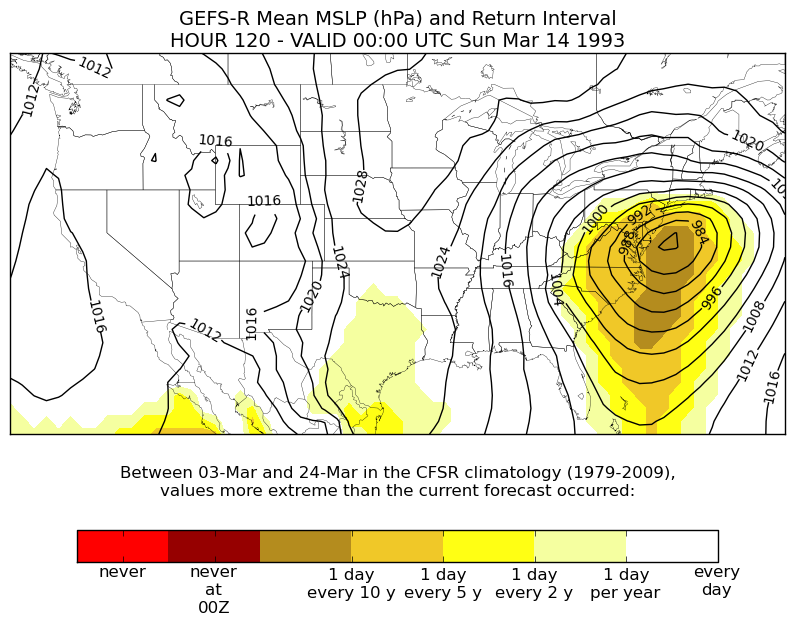 GEFS-R Mean MSLP (hPa) and Return Interval
HOUR 120 - VALID 00:00 UTC Sun Mar 14 1993
1012
1012
1020
1016
1028
1016
1000
992
984
988
1024
1024
1016
1004
1020
996
1016
1016
1012
1008
1012
1016
Between 03-Mar and 24-Mar in the CFSR climatology (1979-2009),
values more extreme than the current forecast occurred:
never
never
at
00Z
1 day
every 10 y
1 day
every 5 y
1 day
every 2 y
1 day
per year
every
day